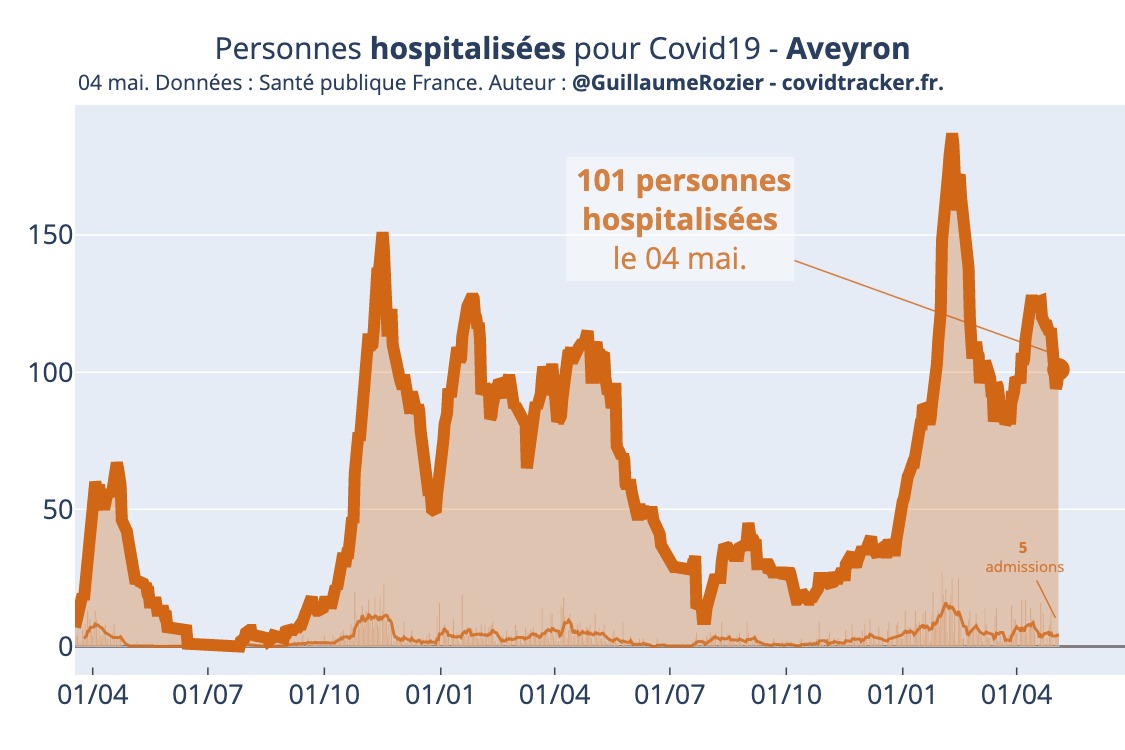 Personnes hospitalisées pour Covid19 - Aveyron
04 mai. Données : Santé publique France. Auteur : @GuillaumeRozier - covidtracker.fr.
101 personnes
hospitalisées
le 04 mai.
150
100
50
0
5
admissions
01/04 01/07 01/10 01/01 01/04 01/07 01/10 01/01 01/04